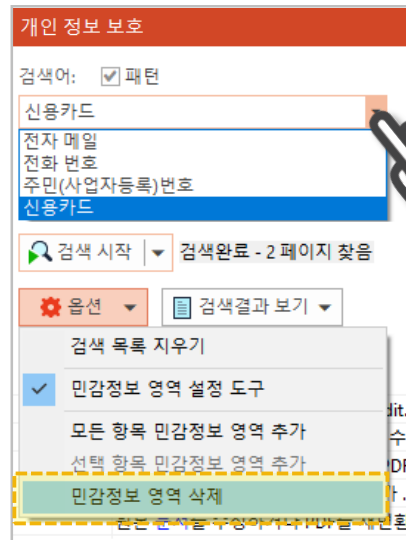 개인 정보 보호
검색어: 패턴
신용카드
전자 메일
전화 번호
주민(사업자등록)번호
신용카드
검색 시작 검색완료 - 2 페이지 찾음
옵션 검색결과 보기
검색 목록 지우기
민감정보 영역 설정 도구
모든 항목 민감정보 영역 추가
선택 항목 민감정보 영역 추가
민감정보 영역 삭제